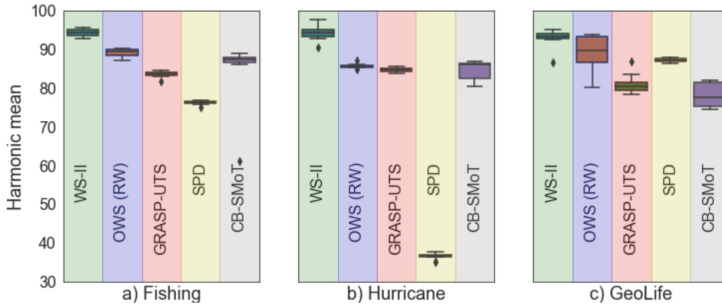 Harmonic mean
100
90
80
70
60
50
40
30
WS-II
OWS (RW)
GRASP-UTS
SPD
CB-SMoT
a) Fishing
WS-II
OWS (RW)
GRASP-UTS
SPD
CB-SMoT
b) Hurricane
WS-II
OWS (RW)
GRASP-UTS
SPD
CB-SMoT
c) GeoLife